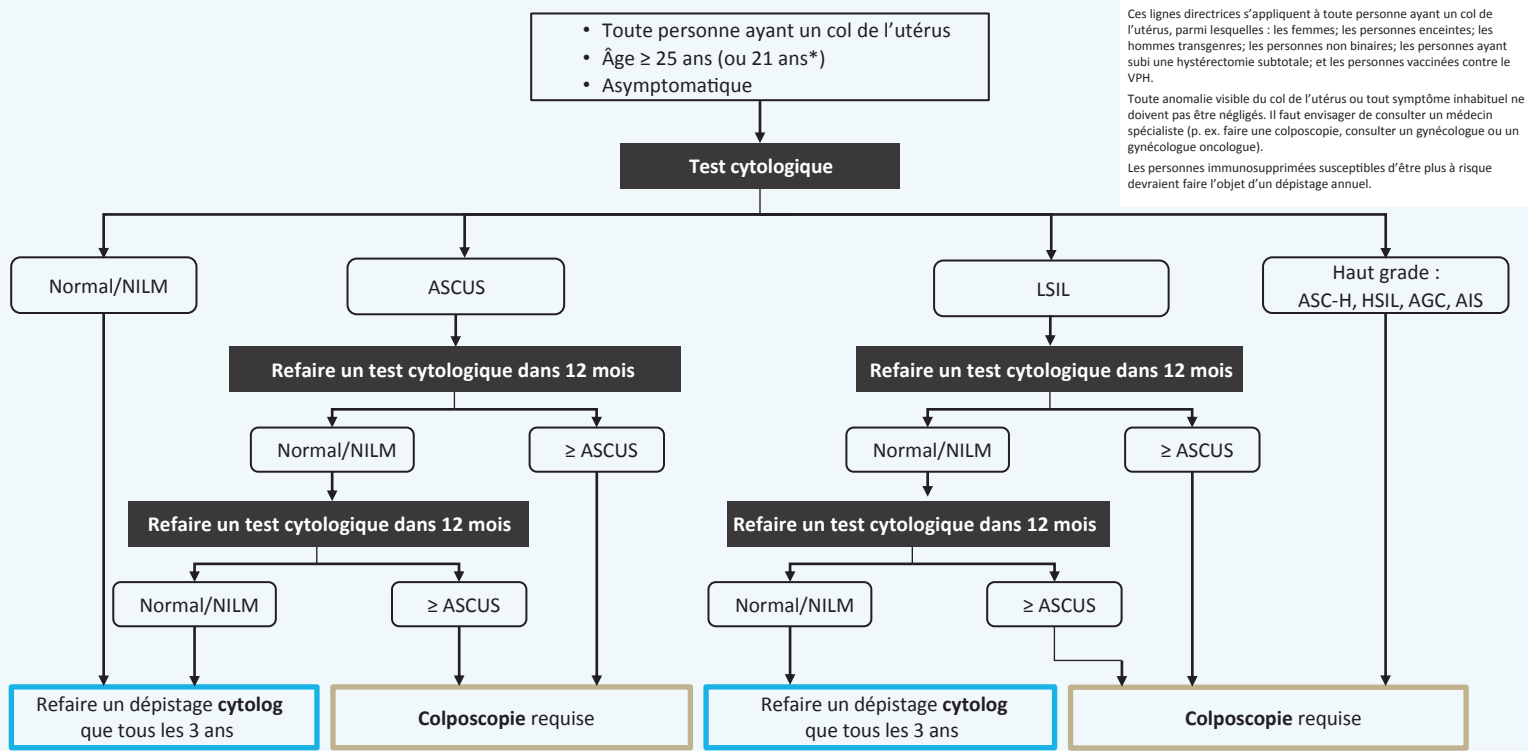 • Toute personne ayant un col de l'utérus
• Âge ≥ 25 ans (ou 21 ans*)
• Asymptomatique
Ces lignes directrices s'appliquent à toute personne ayant un col de
l'utérus, parmi lesquelles : les femmes; les personnes enceintes; les
hommes transgenres; les personnes non binaires; les personnes ayant
subi une hystérectomie subtotale; et les personnes vaccinées contre le
VPH.
Toute anomalie visible du col de l'utérus ou tout symptôme inhabituel ne
doivent pas être négligés. Il faut envisager de consulter un médecin
spécialiste (p. ex. faire une colposcopie, consulter un gynécologue ou un
gynécologue oncologue).
Les personnes immunosupprimées susceptibles d'être plus à risque
devraient faire l'objet d'un dépistage annuel.
Test cytologique
Normal/NILM
ASCUS
LSIL
Haut grade :
ASC-H, HSIL, AGC, AIS
Refaire un test cytologique dans 12 mois
Refaire un test cytologique dans 12 mois
Normal/NILM
≥ ASCUS
Normal/NILM
≥ ASCUS
Refaire un test cytologique dans 12 mois
Refaire un test cytologique dans 12 mois
Normal/NILM
≥ ASCUS
Normal/NILM
≥ ASCUS
Refaire un dépistage cytolog
que tous les 3 ans
Colposcopie requise
Refaire un dépistage cytolog
que tous les 3 ans
Colposcopie requise